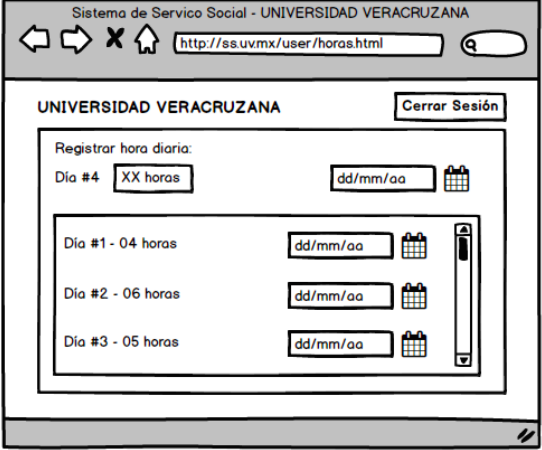 Sistema de Servico Social - UNIVERSIDAD VERACRUZANA
http://ss.uv.mx/user/horas.html
UNIVERSIDAD VERACRUZANA
Cerrar Sesión
Registrar hora diaria:
Día #4 XX horas dd/mm/aa
Día #1 - 04 horas dd/mm/aa
Día #2 - 06 horas dd/mm/aa
Día #3 - 05 horas dd/mm/aa